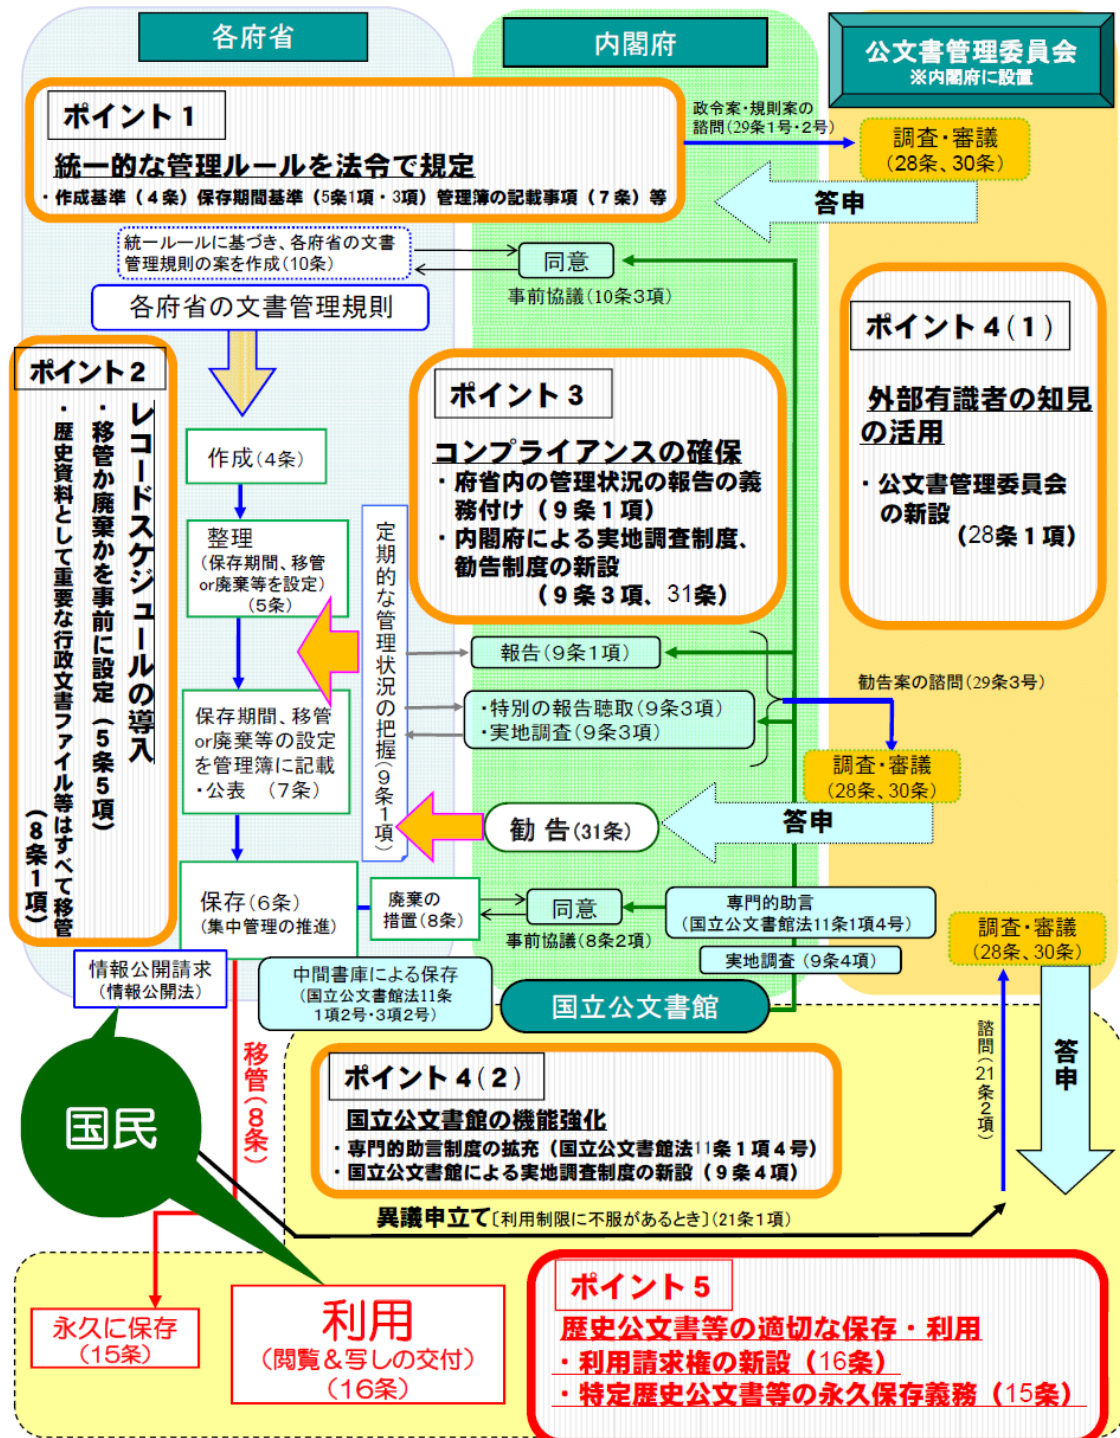 各府省
内閣府
公文書管理委員会
※内閣府に設置
ポイント1
統一的な管理ルールを法令で規定
・作成基準(4条)保存期間基準(5条1項・3項)管理簿の記載事項(7条)等
政令案・規則案の
諮問(29条1号・2号)
調査・審議
(28条、30条)
答申
統一ルールに基づき、各府省の文書
管理規則の案を作成(10条)
同意
事前協議(10条3項)
各府省の文書管理規則
ポイント2
レコードスケジュールの導入
・移管か廃棄かを事前に設定(5条5項)
・歴史資料として重要な行政文書ファイル等はすべて移管
(8条1項)
作成(4条)
整理
(保存期間、移管
or廃棄等を設定)
(5条)
保存期間、移管
or廃棄等の設定
を管理簿に記載
・公表 (7条)
保存(6条)
(集中管理の推進)
定期的な管理状況の把握(9条1項)
ポイント3
コンプライアンスの確保
・府省内の管理状況の報告の義
務付け(9条1項)
・内閣府による実地調査制度、
勧告制度の新設
(9条3項、31条)
ポイント4(1)
外部有識者の知見
の活用
・公文書管理委員会
の新設
(28条1項)
報告(9条1項)
・特別の報告聴取(9条3項)
・実地調査(9条3項)
勧告案の諮問(29条3号)
調査・審議
(28条、30条)
答申
勧告(31条)
廃棄の
措置(8条)
同意
事前協議(8条2項)
専門的助言
(国立公文書館法11条1項4号)
実地調査(9条4項)
調査・審議
(28条、30条)
情報公開請求
(情報公開法)
中間書庫による保存
(国立公文書館法11条
1項2号・3項2号)
国立公文書館
諮問(21条2項)
答申
国民
移管(8条)
ポイント4(2)
国立公文書館の機能強化
・専門的助言制度の拡充(国立公文書館法11条1項4号)
・国立公文書館による実地調査制度の新設(9条4項)
異議申立て〔利用制限に不服があるとき〕(21条1項)
永久に保存
(15条)
利用
(閲覧&写しの交付)
(16条)
ポイント5
歴史公文書等の適切な保存・利用
・利用請求権の新設(16条)
・特定歴史公文書等の永久保存義務(15条)